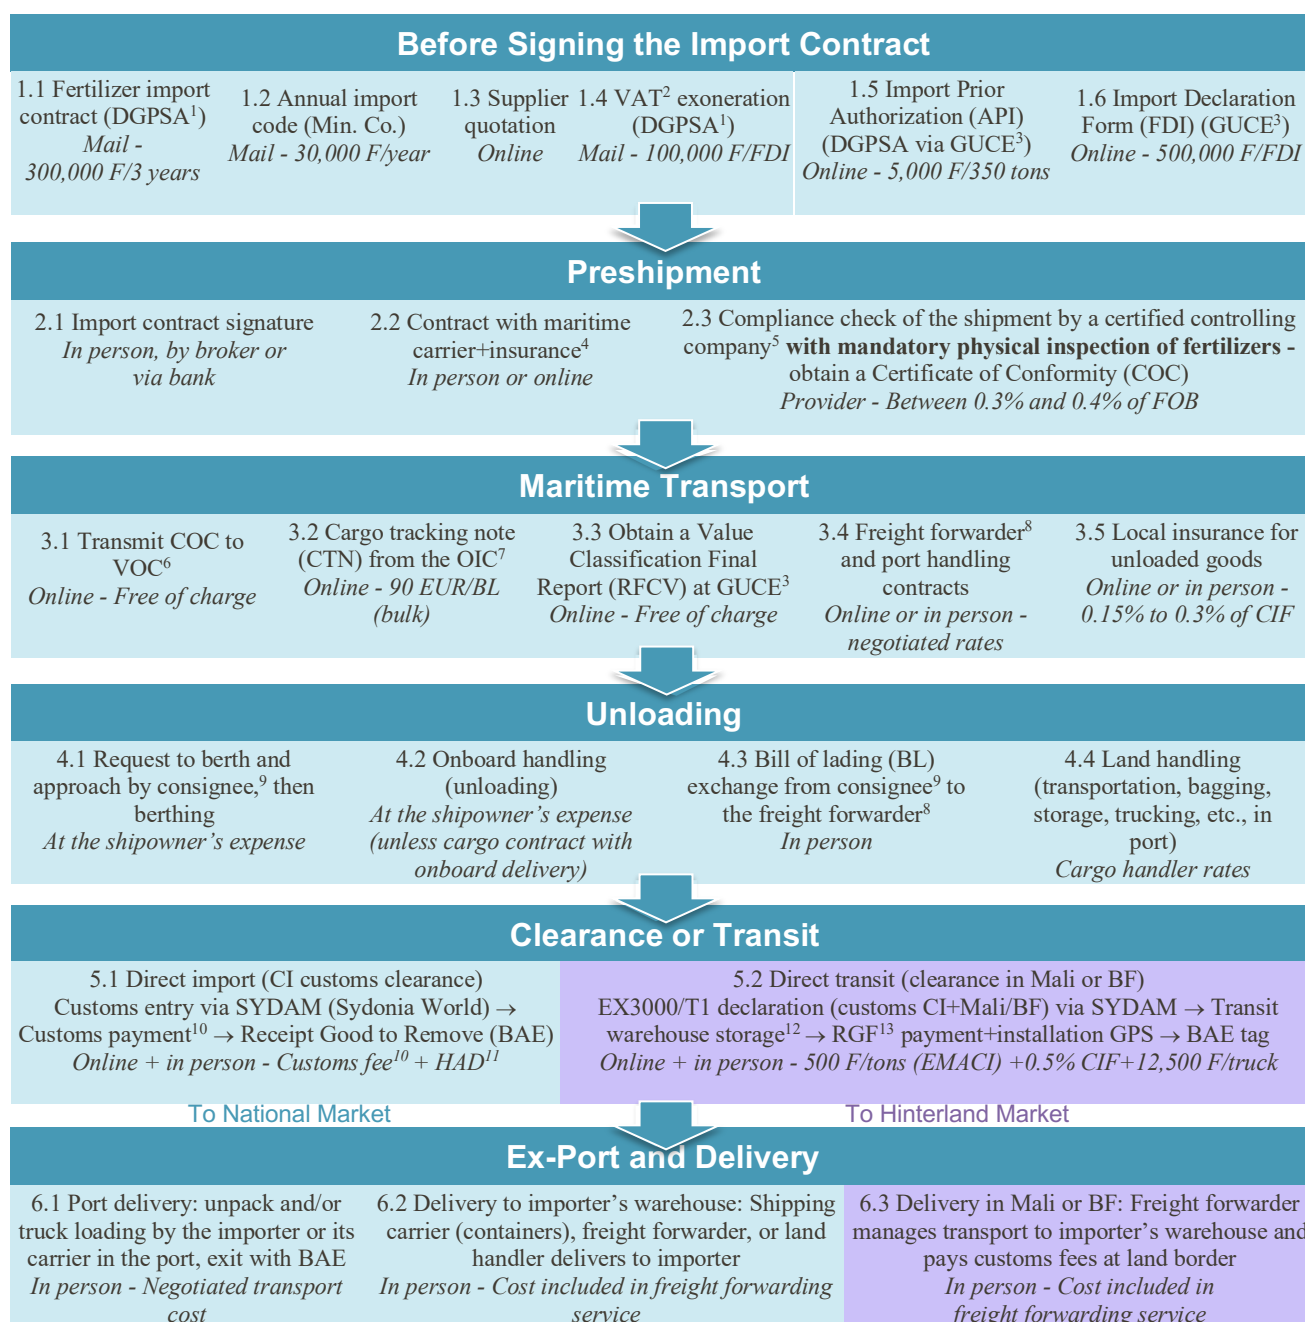 Before Signing the Import Contract
1.1 Fertilizer import
contract (DGPSA¹)
Mail -
300,000 F/3 years
1.2 Annual import
code (Min. Co.)
Mail - 30,000 F/year
1.3 Supplier
quotation
Online
1.4 VAT² exoneration
(DGPSA¹)
Mail - 100,000 F/FDI
1.5 Import Prior
Authorization (API)
(DGPSA via GUCE³)
Online - 5,000 F/350 tons
1.6 Import Declaration
Form (FDI) (GUCE³)
Online - 500,000 F/FDI
Preshipment
2.1 Import contract signature
In person, by broker or
via bank
2.2 Contract with maritime
carrier+insurance⁴
In person or online
2.3 Compliance check of the shipment by a certified controlling
company⁵ with mandatory physical inspection of fertilizers -
obtain a Certificate of Conformity (COC)
Provider - Between 0.3% and 0.4% of FOB
Maritime Transport
3.1 Transmit COC to
VOC⁶
Online - Free of charge
3.2 Cargo tracking note
(CTN) from the OIC⁷
Online - 90 EUR/BL
(bulk)
3.3 Obtain a Value
Classification Final
Report (RFCV) at GUCE³
Online - Free of charge
3.4 Freight forwarder⁸
and port handling
contracts
Online or in person -
negotiated rates
3.5 Local insurance for
unloaded goods
Online or in person -
0.15% to 0.3% of CIF
Unloading
4.1 Request to berth and
approach by consignee,⁹ then
berthing
At the shipowner's expense
4.2 Onboard handling
(unloading)
At the shipowner's expense
(unless cargo contract with
onboard delivery)
4.3 Bill of lading (BL)
exchange from consignee⁹ to
the freight forwarder⁸
In person
4.4 Land handling
(transportation, bagging,
storage, trucking, etc., in
port)
Cargo handler rates
Clearance or Transit
5.1 Direct import (CI customs clearance)
Customs entry via SYDAM (Sydonia World) →
Customs payment¹⁰ → Receipt Good to Remove (BAE)
Online + in person - Customs fee¹⁰ + HAD¹¹
5.2 Direct transit (clearance in Mali or BF)
EX3000/T1 declaration (customs CI+Mali/BF) via SYDAM → Transit
warehouse storage¹² → RGF¹³ payment+installation GPS → BAE tag
Online + in person - 500 F/tons (EMACI) +0.5% CIF+12,500 F/truck
To National Market
To Hinterland Market
Ex-Port and Delivery
6.1 Port delivery: unpack and/or
truck loading by the importer or its
carrier in the port, exit with BAE
In person - Negotiated transport
cost
6.2 Delivery to importer's warehouse: Shipping
carrier (containers), freight forwarder, or land
handler delivers to importer
In person - Cost included in freight forwarding
service
6.3 Delivery in Mali or BF: Freight forwarder
manages transport to importer's warehouse and
pays customs fees at land border
In person - Cost included in
freight forwarding service